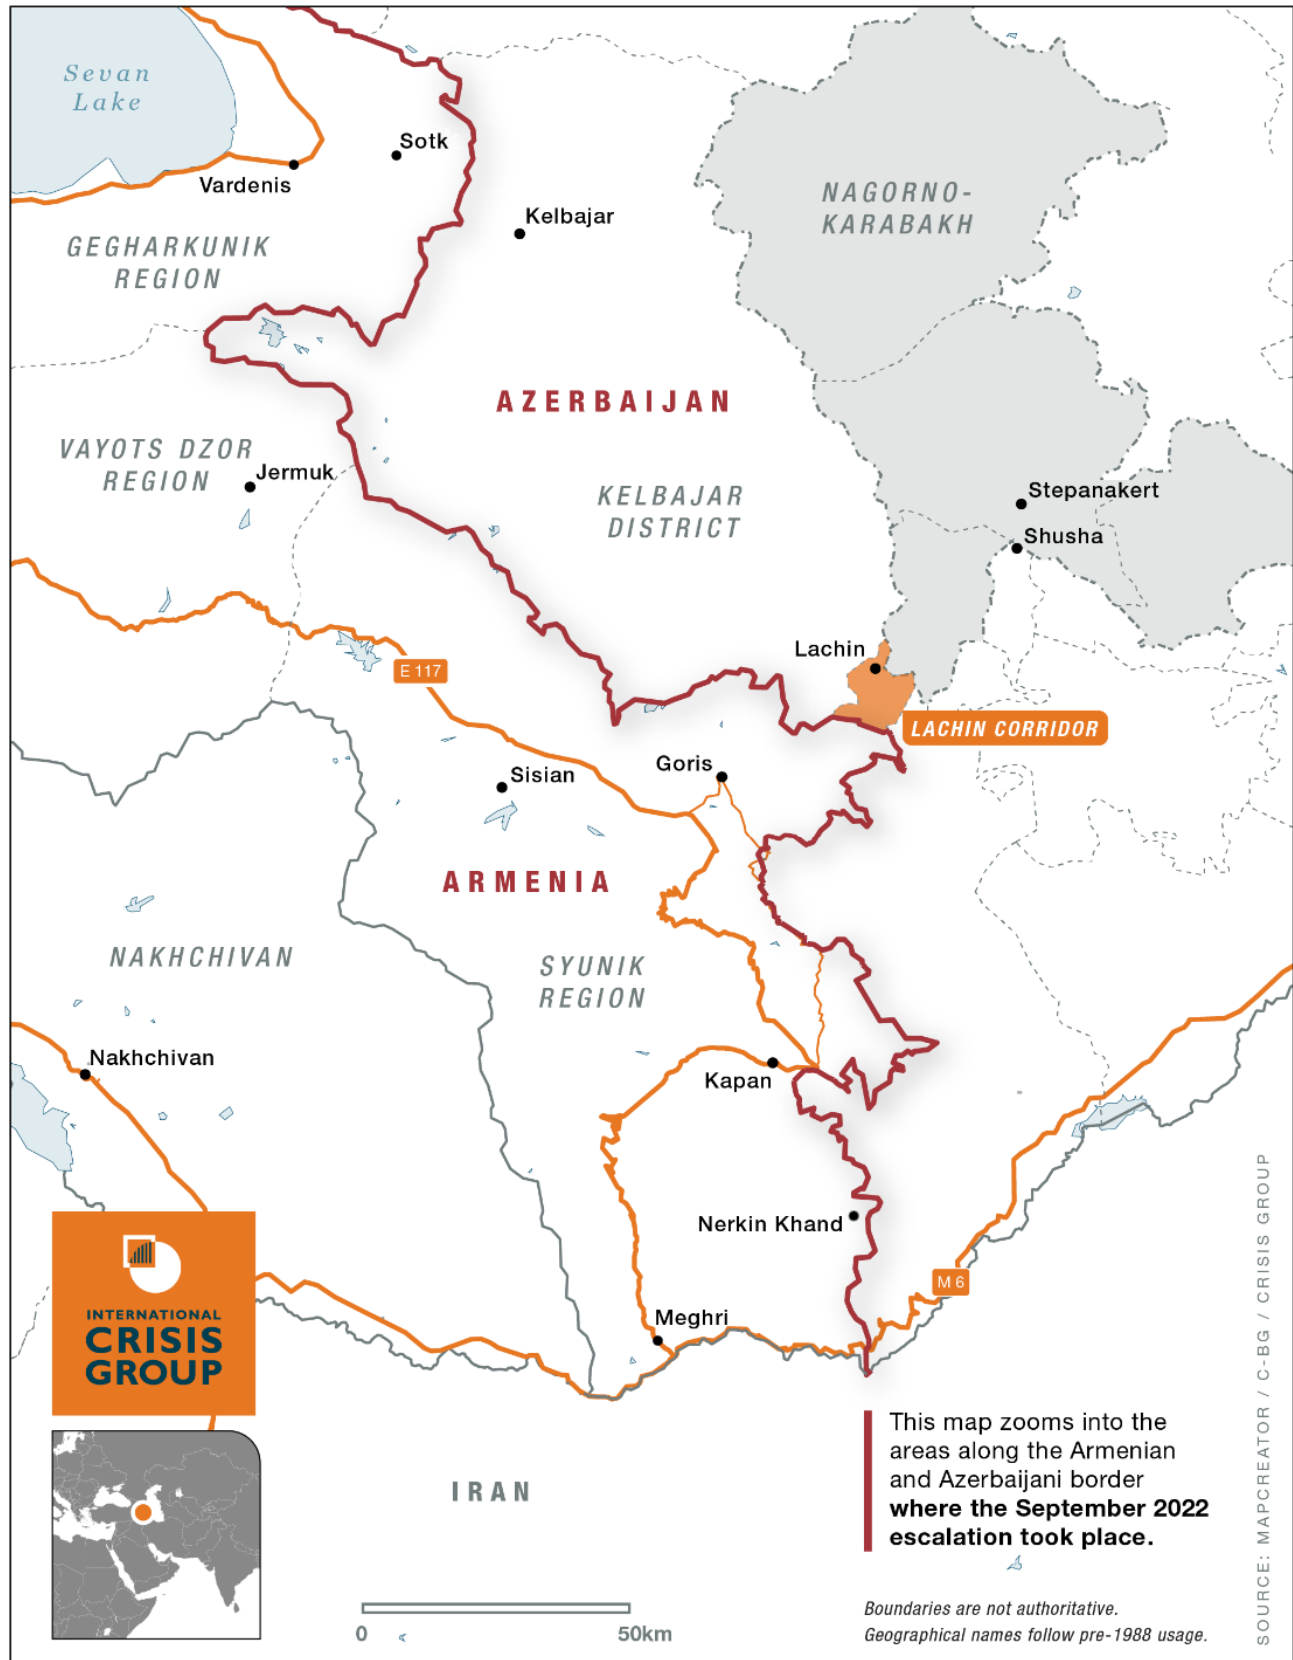 Sevan
Lake
Sotk
Vardenis
Kelbajar
NAGORNO-
KARABAKH
GEGHARKUNIK
REGION
AZERBAIJAN
VAYOTS DZOR
REGION
Jermuk
KELBAJAR
DISTRICT
Stepanakert
Shusha
Lachin
E 117
LACHIN CORRIDOR
Goris
Sisian
ARMENIA
NAKHCHIVAN
SYUNIK
REGION
Nakhchivan
Kapan
Nerkin Khand
M 6
Meghri
INTERNATIONAL
CRISIS
GROUP
IRAN
This map zooms into the
areas along the Armenian
and Azerbaijani border
where the September 2022
escalation took place.
0 50km
Boundaries are not authoritative.
Geographical names follow pre-1988 usage.
SOURCE: MAPCREATOR / C-BG / CRISIS GROUP